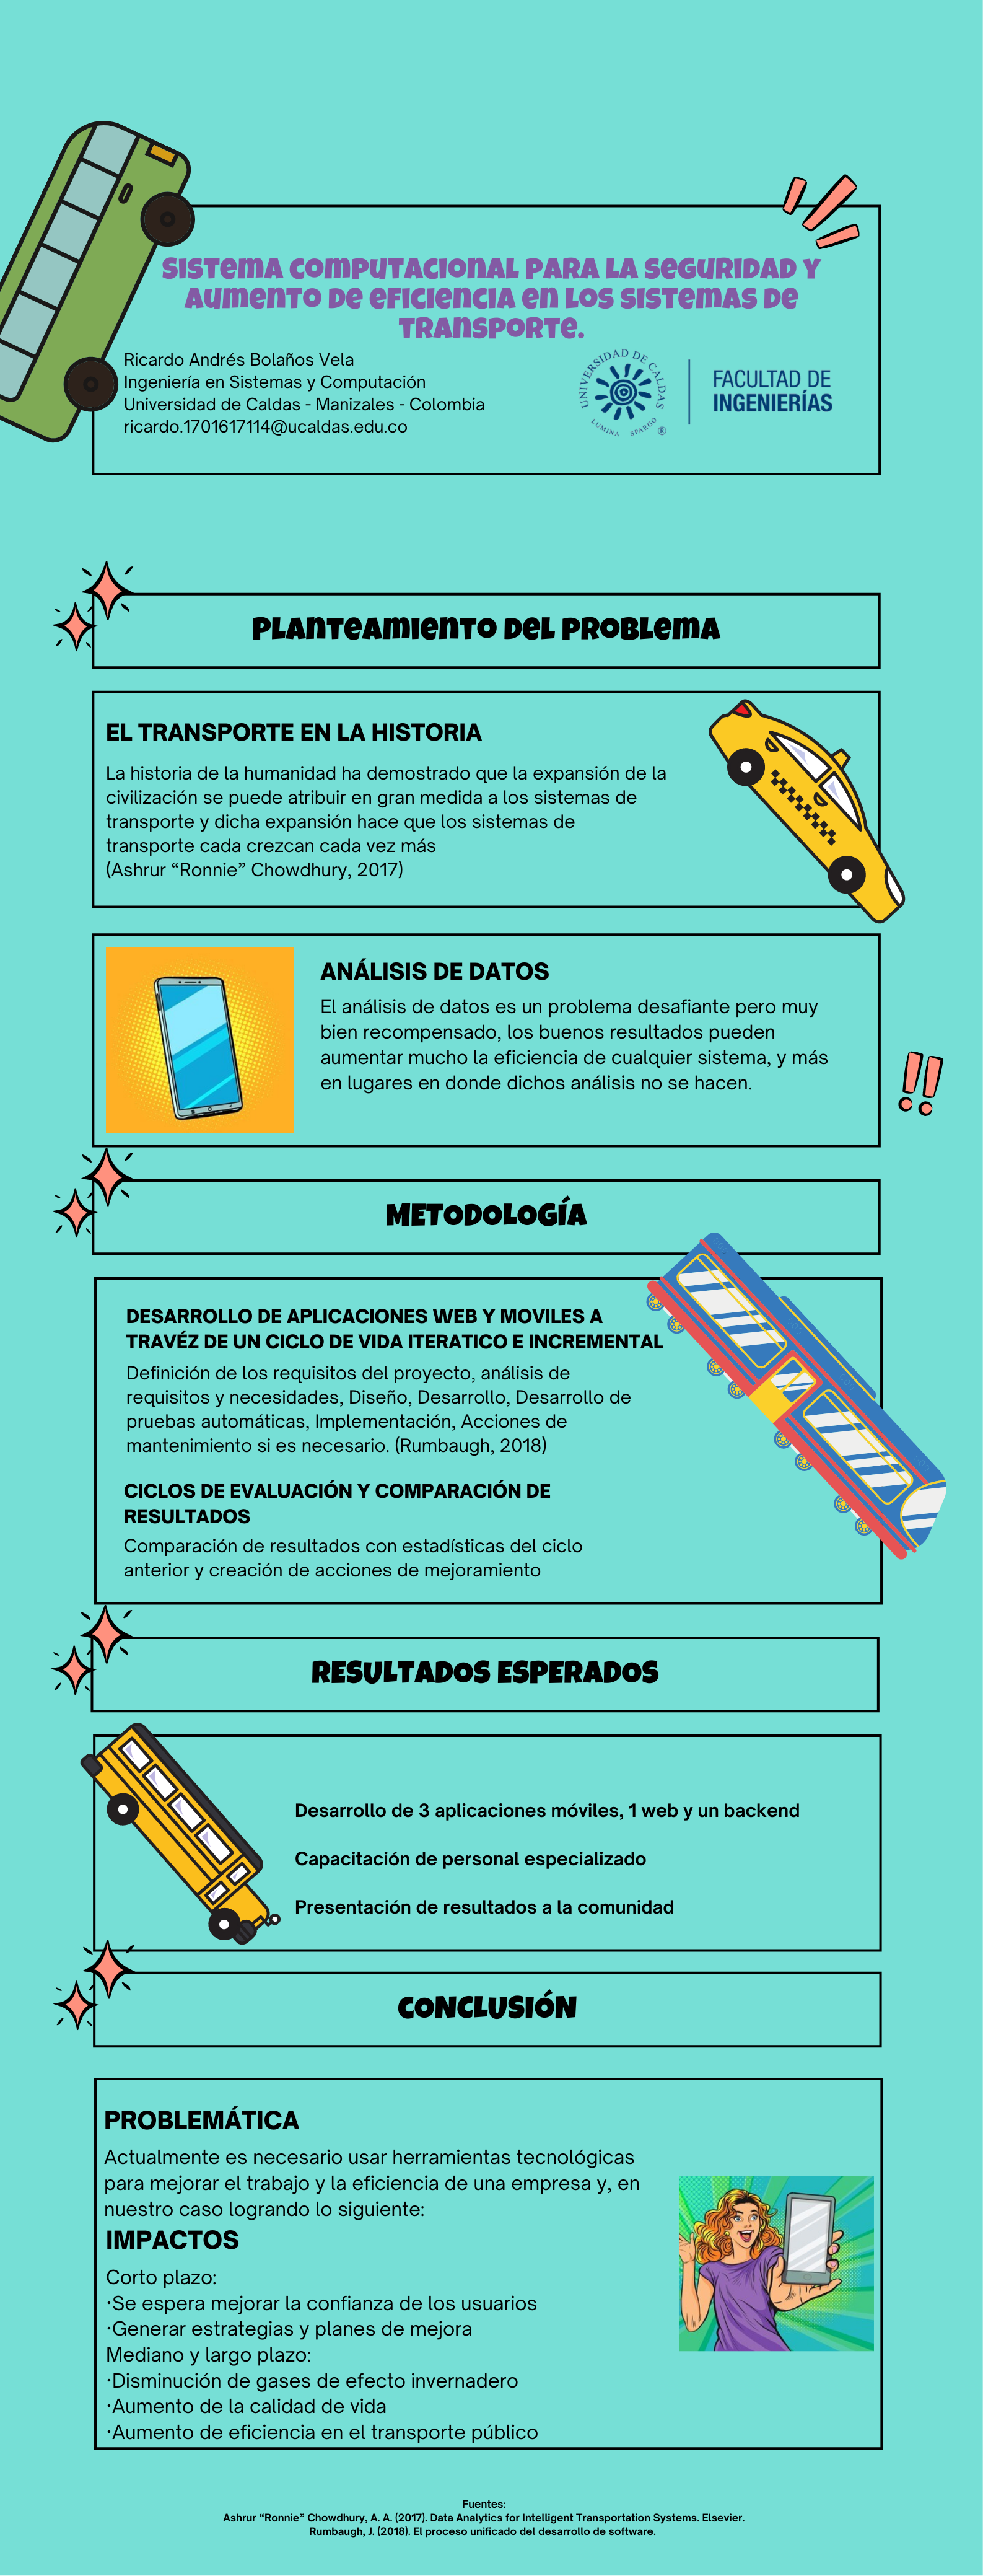 Sistema computacional para la seguridad y
aumento de eficiencia en los sistemas de
transporte.
Ricardo Andrés Bolaños Vela
Ingeniería en Sistemas y Computación
Universidad de Caldas - Manizales - Colombia
ricardo.1701617114@ucaldas.edu.co
UNIVERSIDAD DE CALDAS
LUMINA SPARGO
®
FACULTAD DE
INGENIERÍAS
Planteamiento del problema
EL TRANSPORTE EN LA HISTORIA
La historia de la humanidad ha demostrado que la expansión de la
civilización se puede atribuir en gran medida a los sistemas de
transporte y dicha expansión hace que los sistemas de
transporte cada crezcan cada vez más
(Ashrur “Ronnie” Chowdhury, 2017)
ANÁLISIS DE DATOS
El análisis de datos es un problema desafiante pero muy
bien recompensado, los buenos resultados pueden
aumentar mucho la eficiencia de cualquier sistema, y más
en lugares en donde dichos análisis no se hacen.
METODOLOGÍA
DESARROLLO DE APLICACIONES WEB Y MOVILES A
TRAVÉZ DE UN CICLO DE VIDA ITERATICO E INCREMENTAL
Definición de los requisitos del proyecto, análisis de
requisitos y necesidades, Diseño, Desarrollo, Desarrollo de
pruebas automáticas, Implementación, Acciones de
mantenimiento si es necesario. (Rumbaugh, 2018)
CICLOS DE EVALUACIÓN Y COMPARACIÓN DE
RESULTADOS
Comparación de resultados con estadísticas del ciclo
anterior y creación de acciones de mejoramiento
RESULTADOS ESPERADOS
Desarrollo de 3 aplicaciones móviles, 1 web y un backend
Capacitación de personal especializado
Presentación de resultados a la comunidad
CONCLUSIÓN
PROBLEMÁTICA
Actualmente es necesario usar herramientas tecnológicas
para mejorar el trabajo y la eficiencia de una empresa y, en
nuestro caso logrando lo siguiente:
IMPACTOS
Corto plazo:
·Se espera mejorar la confianza de los usuarios
·Generar estrategias y planes de mejora
Mediano y largo plazo:
·Disminución de gases de efecto invernadero
·Aumento de la calidad de vida
·Aumento de eficiencia en el transporte público
Fuentes:
Ashrur “Ronnie” Chowdhury, A. A. (2017). Data Analytics for Intelligent Transportation Systems. Elsevier.
Rumbaugh, J. (2018). El proceso unificado del desarrollo de software.